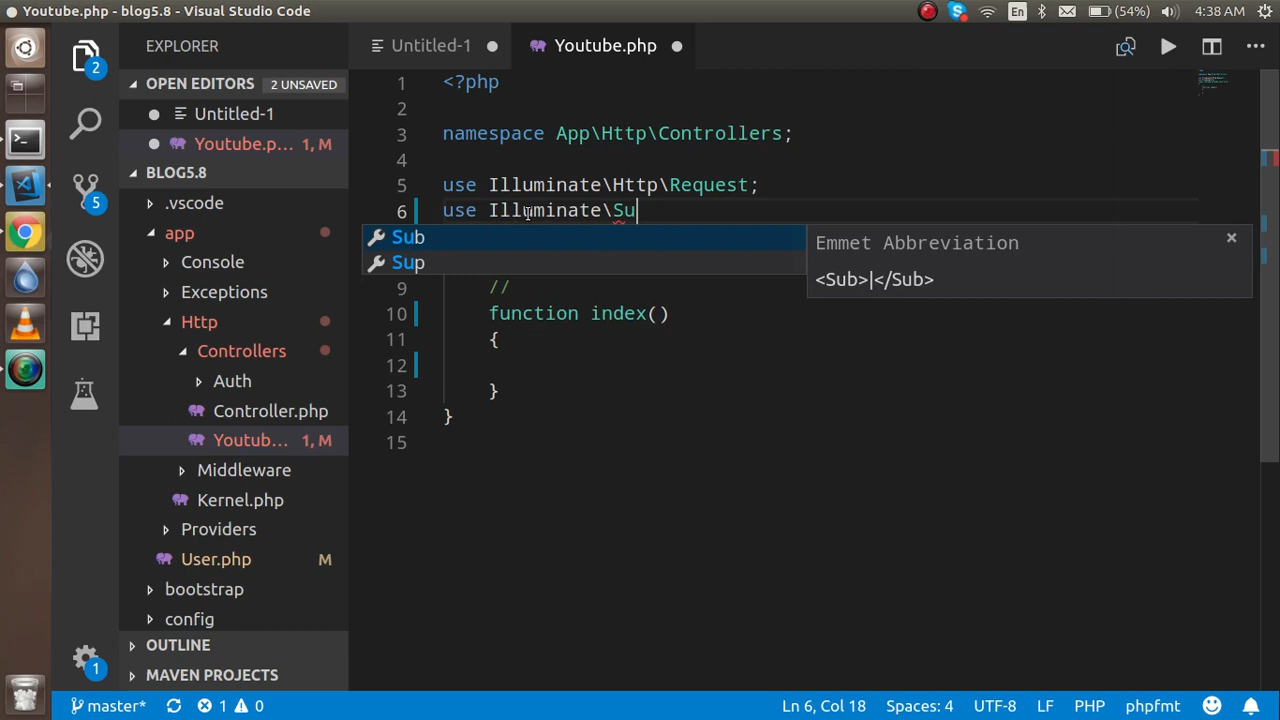 Youtube.php - blog5.8 - Visual Studio Code
En (54%) 4:38 AM
EXPLORER
Untitled-1
Youtube.php
OPEN EDITORS 2 UNSAVED
Untitled-1
Youtube.p... 1, M
BLOG5.8
.vscode
app
Console
Exceptions
Http
Controllers
Auth
Controller.php
Youtub... 1, M
Middleware
Kernel.php
Providers
User.php M
bootstrap
config
OUTLINE
MAVEN PROJECTS
2
5
1
1 <?php
2
3 namespace App\Http\Controllers;
4
5 use Illuminate\Http\Request;
6 use Illuminate\Su
Sub
Sup
Emmet Abbreviation ×
<Sub>|</Sub>
9 //
10 function index()
11 {
12
13 }
14 }
15
master* 1 0 Ln 6, Col 18 Spaces: 4 UTF-8 LF PHP phpfmt